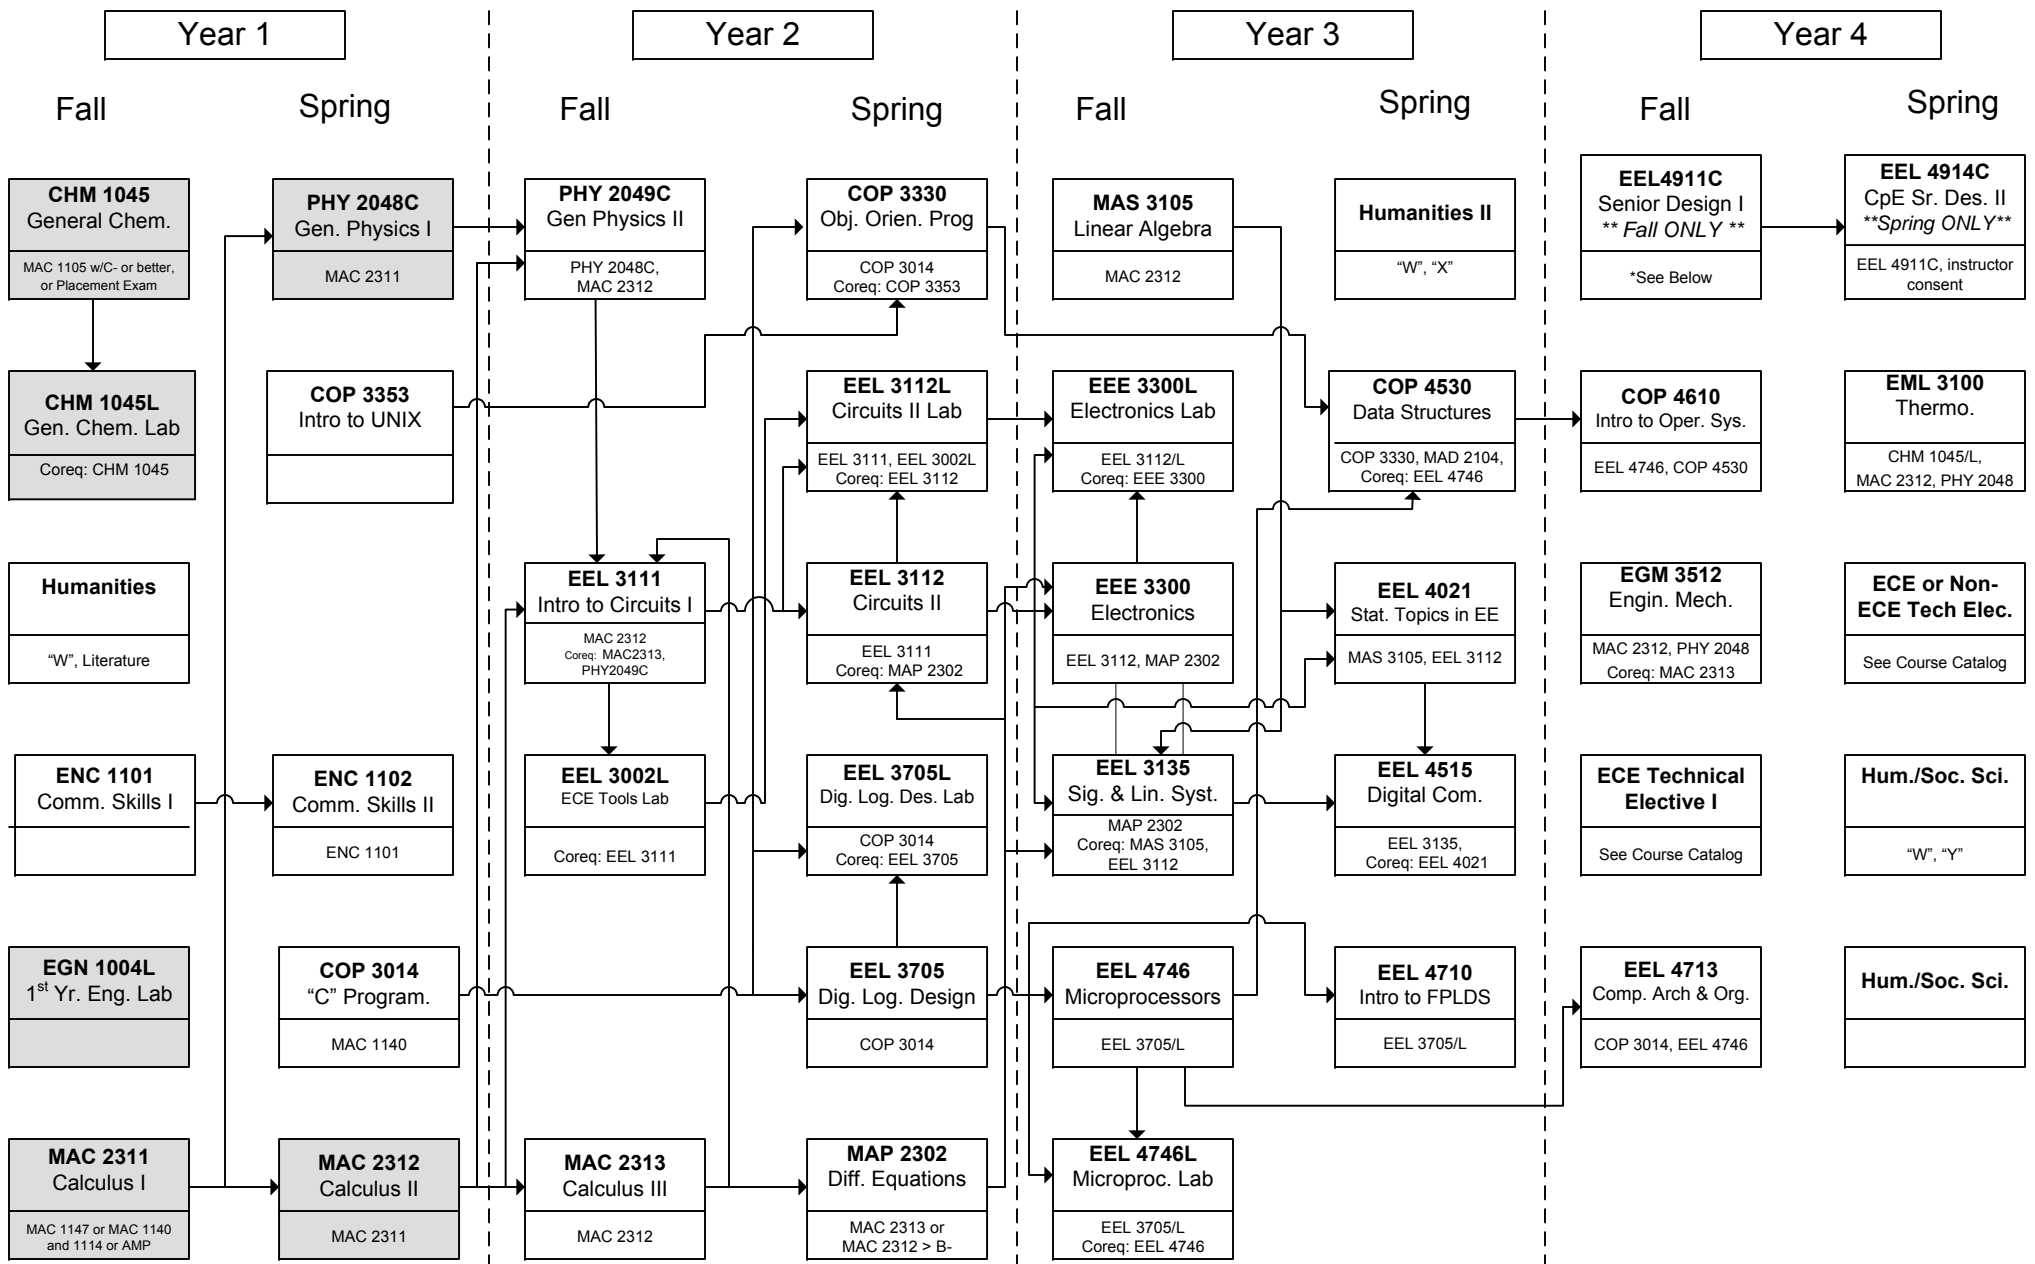 Year 1
Year 2
Year 3
Year 4
Fall
Spring
Fall
Spring
Fall
Spring
Fall
Spring
CHM 1045
General Chem.
MAC 1105 w/C- or better,
or Placement Exam
PHY 2048C
Gen. Physics I
MAC 2311
PHY 2049C
Gen Physics II
PHY 2048C,
MAC 2312
COP 3330
Obj. Orien. Prog
COP 3014
Coreq: COP 3353
MAS 3105
Linear Algebra
MAC 2312
Humanities II
“W”, “X”
EEL4911C
Senior Design I
** Fall ONLY **
*See Below
EEL 4914C
CpE Sr. Des. II
**Spring ONLY**
EEL 4911C, instructor
consent
CHM 1045L
Gen. Chem. Lab
Coreq: CHM 1045
COP 3353
Intro to UNIX
EEL 3112L
Circuits II Lab
EEL 3111, EEL 3002L
Coreq: EEL 3112
EEE 3300L
Electronics Lab
EEL 3112/L
Coreq: EEE 3300
COP 4530
Data Structures
COP 3330, MAD 2104,
Coreq: EEL 4746
COP 4610
Intro to Oper. Sys.
EEL 4746, COP 4530
EML 3100
Thermo.
CHM 1045/L,
MAC 2312, PHY 2048
Humanities
“W”, Literature
EEL 3111
Intro to Circuits I
MAC 2312
Coreq: MAC2313,
PHY2049C
EEL 3112
Circuits II
EEL 3111
Coreq: MAP 2302
EEE 3300
Electronics
EEL 3112, MAP 2302
EEL 4021
Stat. Topics in EE
MAS 3105, EEL 3112
EGM 3512
Engin. Mech.
MAC 2312, PHY 2048
Coreq: MAC 2313
ECE or Non-
ECE Tech Elec.
See Course Catalog
ENC 1101
Comm. Skills I
ENC 1102
Comm. Skills II
ENC 1101
EEL 3002L
ECE Tools Lab
Coreq: EEL 3111
EEL 3705L
Dig. Log. Des. Lab
COP 3014
Coreq: EEL 3705
EEL 3135
Sig. & Lin. Syst.
MAP 2302
Coreq: MAS 3105,
EEL 3112
EEL 4515
Digital Com.
EEL 3135,
Coreq: EEL 4021
ECE Technical
Elective I
See Course Catalog
Hum./Soc. Sci.
“W”, “Y”
EGN 1004L
1st Yr. Eng. Lab
COP 3014
“C” Program.
MAC 1140
EEL 3705
Dig. Log. Design
COP 3014
EEL 4746
Microprocessors
EEL 3705/L
EEL 4710
Intro to FPLDS
EEL 3705/L
EEL 4713
Comp. Arch & Org.
COP 3014, EEL 4746
Hum./Soc. Sci.
MAC 2311
Calculus I
MAC 1147 or MAC 1140
and 1114 or AMP
MAC 2312
Calculus II
MAC 2311
MAC 2313
Calculus III
MAC 2312
MAP 2302
Diff. Equations
MAC 2313 or
MAC 2312 > B-
EEL 4746L
Microproc. Lab
EEL 3705/L
Coreq: EEL 4746